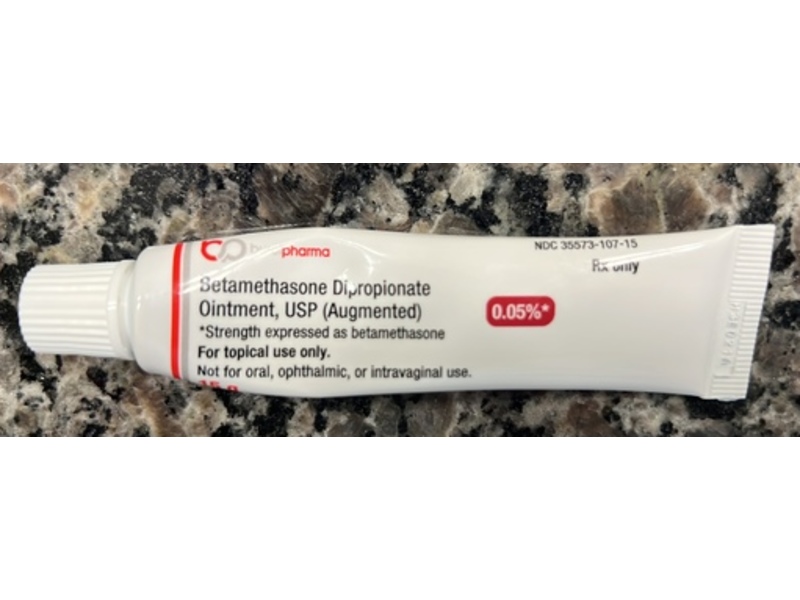 pharma
Betamethasone Dipropionate
Ointment, USP (Augmented)
*Strength expressed as betamethasone
For topical use only.
Not for oral, ophthalmic, or intravaginal use.
15 g
0.05%*
NDC 35573-107-15
Rx only